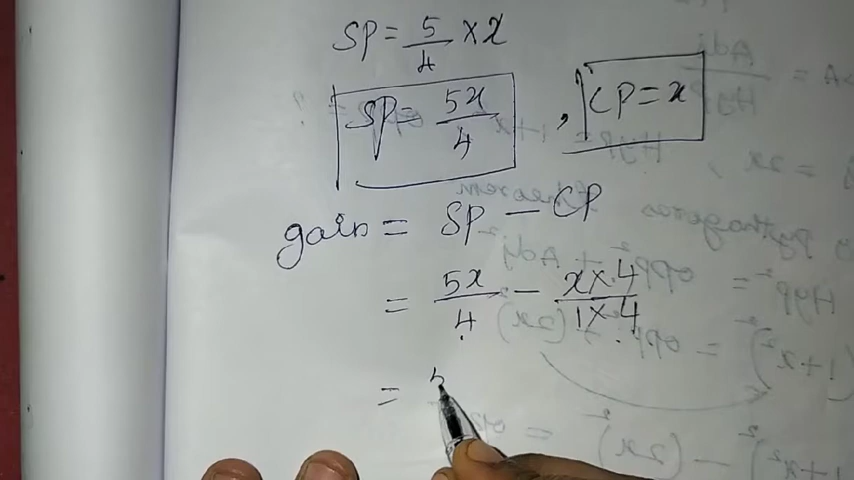 SP = 5/4 × x
SP = 5x/4 , CP = x
gain = SP - CP
= 5x/4 - x × 4/1 × 4
= 5